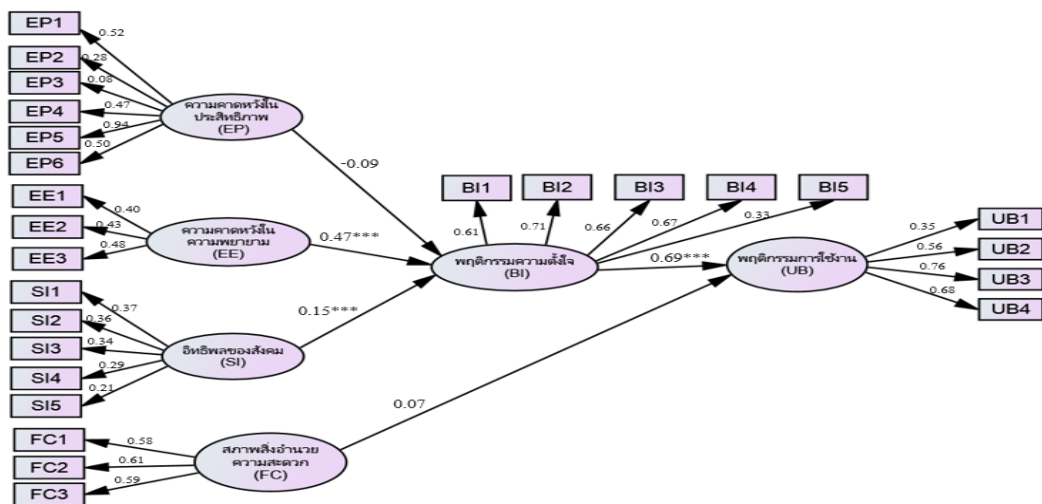 EP1
EP2
EP3
EP4
EP5
EP6
0.52
0.28
0.08
0.47
0.94
0.50
ความคาดหวังใน
ประสิทธิภาพ
(EP)
-0.09
EE1
EE2
EE3
0.40
0.43
0.48
ความคาดหวังใน
ความพยายาม
(EE)
0.47***
SI1
SI2
SI3
SI4
SI5
0.37
0.36
0.34
0.29
0.21
อิทธิพลของสังคม
(SI)
0.15***
FC1
FC2
FC3
0.58
0.61
0.59
สภาพสิ่งอำนวย
ความสะดวก
(FC)
0.07
BI1
BI2
BI3
BI4
BI5
0.61
0.71
0.66
0.67
0.33
พฤติกรรมความตั้งใจ
(BI)
0.69***
พฤติกรรมการใช้งาน
(UB)
0.35
0.56
0.76
0.68
UB1
UB2
UB3
UB4